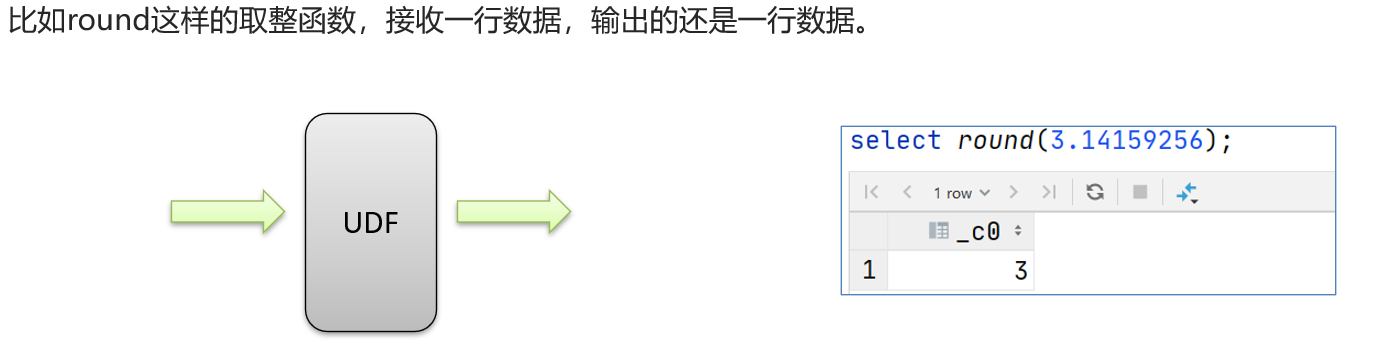 比如round这样的取整函数，接收一行数据，输出的还是一行数据。
UDF
select round(3.14159256);
1 row
_c0
1 3